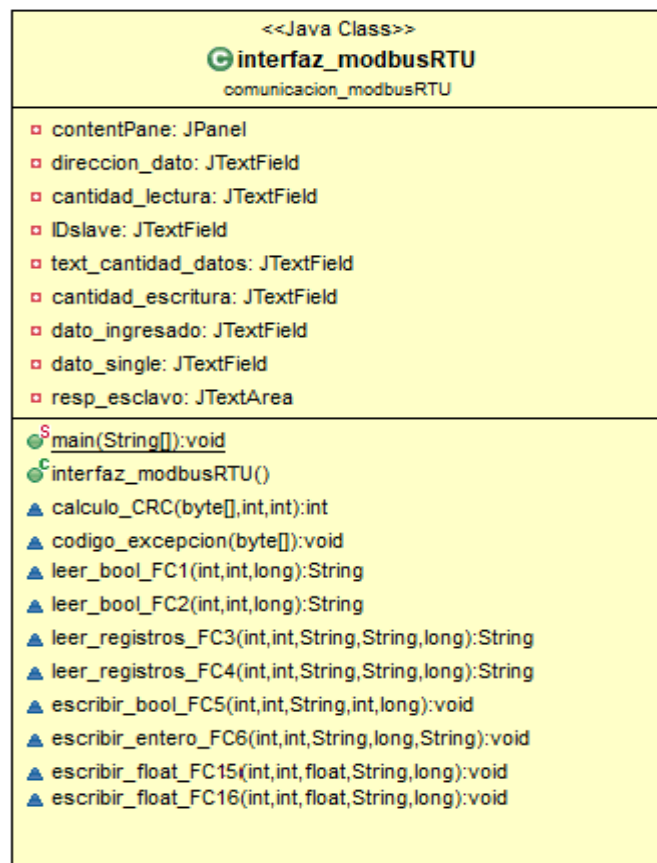 <<Java Class>>
C interfaz_modbusRTU
comunicacion_modbusRTU
contentPane: JPanel
direccion_dato: JTextField
cantidad_lectura: JTextField
IDslave: JTextField
text_cantidad_datos: JTextField
cantidad_escritura: JTextField
dato_ingresado: JTextField
dato_single: JTextField
resp_esclavo: JTextArea
S main(String[]):void
C interfaz_modbusRTU()
calculo_CRC(byte[],int,int):int
codigo_excepcion(byte[]):void
leer_bool_FC1(int,int,long):String
leer_bool_FC2(int,int,long):String
leer_registros_FC3(int,int,String,String,long):String
leer_registros_FC4(int,int,String,String,long):String
escribir_bool_FC5(int,int,String,int,long):void
escribir_entero_FC6(int,int,String,long,String):void
escribir_float_FC15(int,int,float,String,long):void
escribir_float_FC16(int,int,float,String,long):void